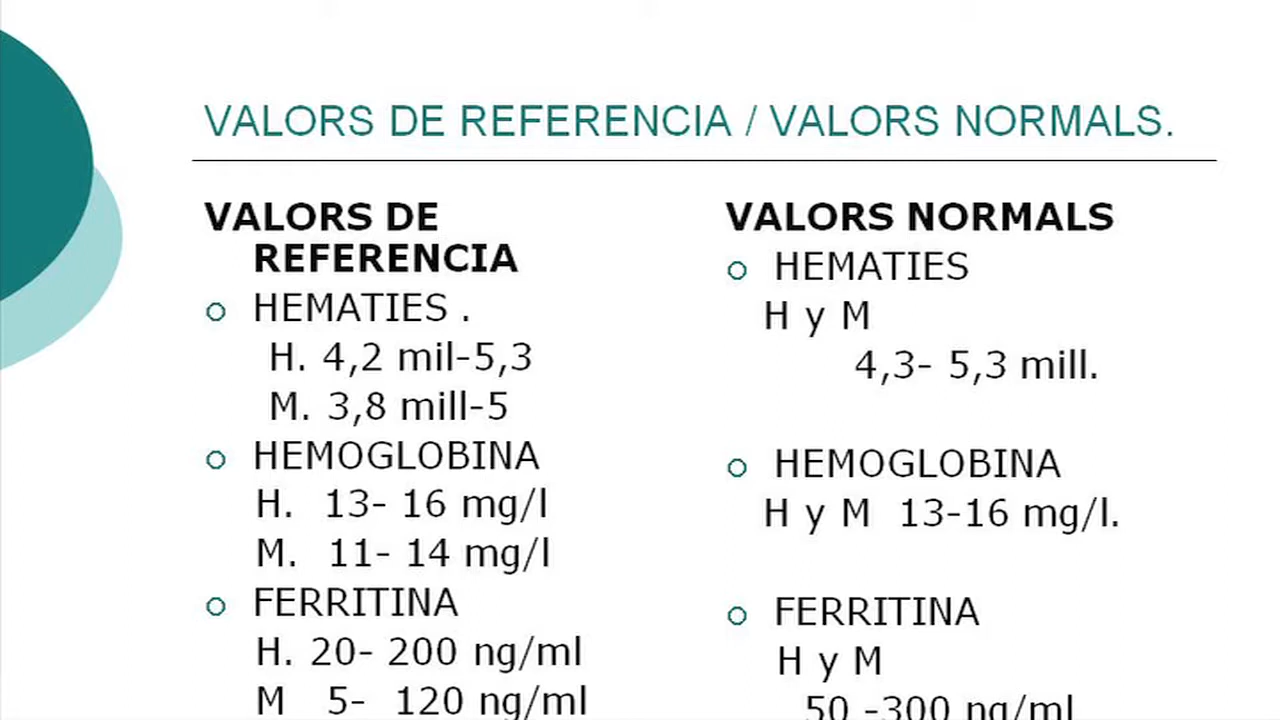 VALORS DE REFERENCIA / VALORS NORMALS.
VALORS DE
REFERENCIA
HEMATIES .
H. 4,2 mil-5,3
M. 3,8 mill-5
HEMOGLOBINA
H. 13- 16 mg/l
M. 11- 14 mg/l
FERRITINA
H. 20- 200 ng/ml
M 5- 120 ng/ml
VALORS NORMALS
HEMATIES
H y M
4,3- 5,3 mill.
HEMOGLOBINA
H y M 13-16 mg/l.
FERRITINA
H y M
50 -300 ng/ml